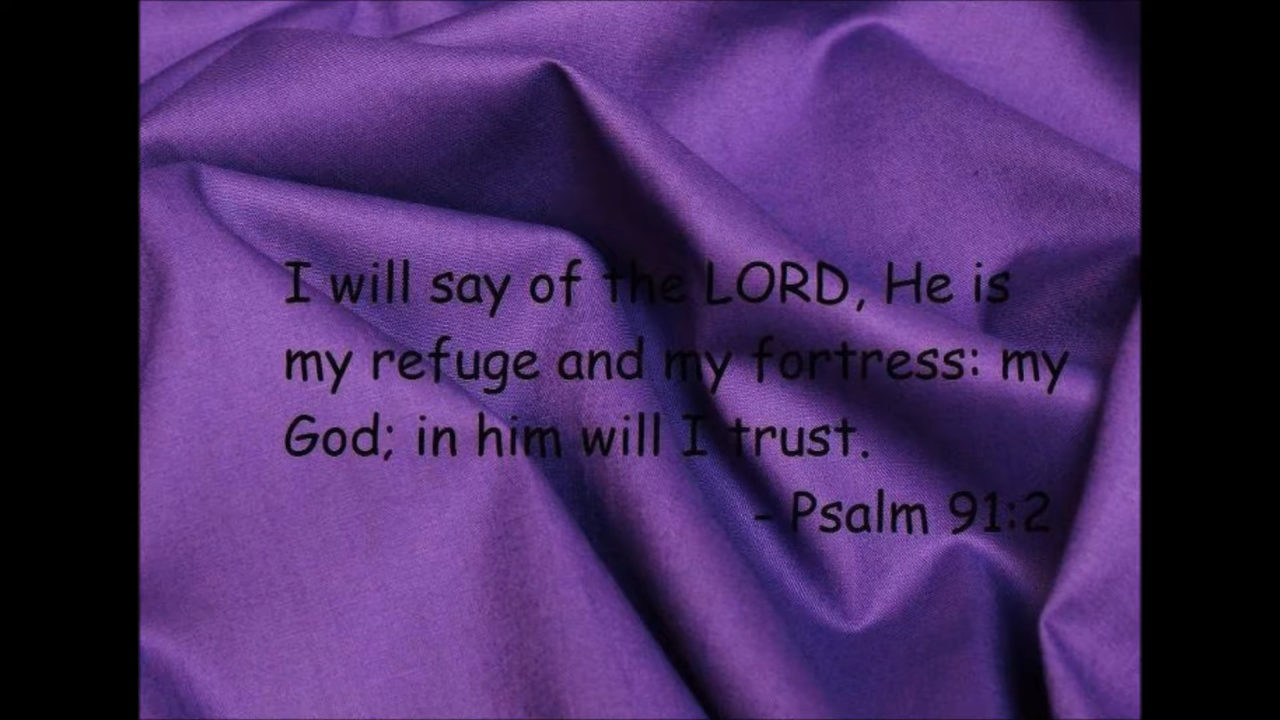 I will say of the LORD, He is
my refuge and my fortress: my
God; in him will I trust.
- Psalm 91:2